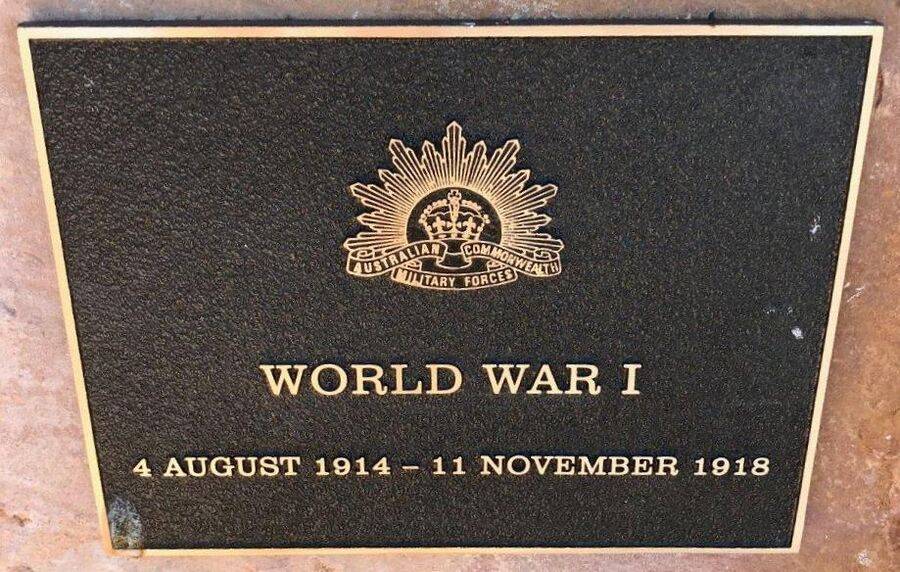 AUSTRALIAN COMMONWEALTH
MILITARY FORCES
WORLD WAR I
4 AUGUST 1914 – 11 NOVEMBER 1918